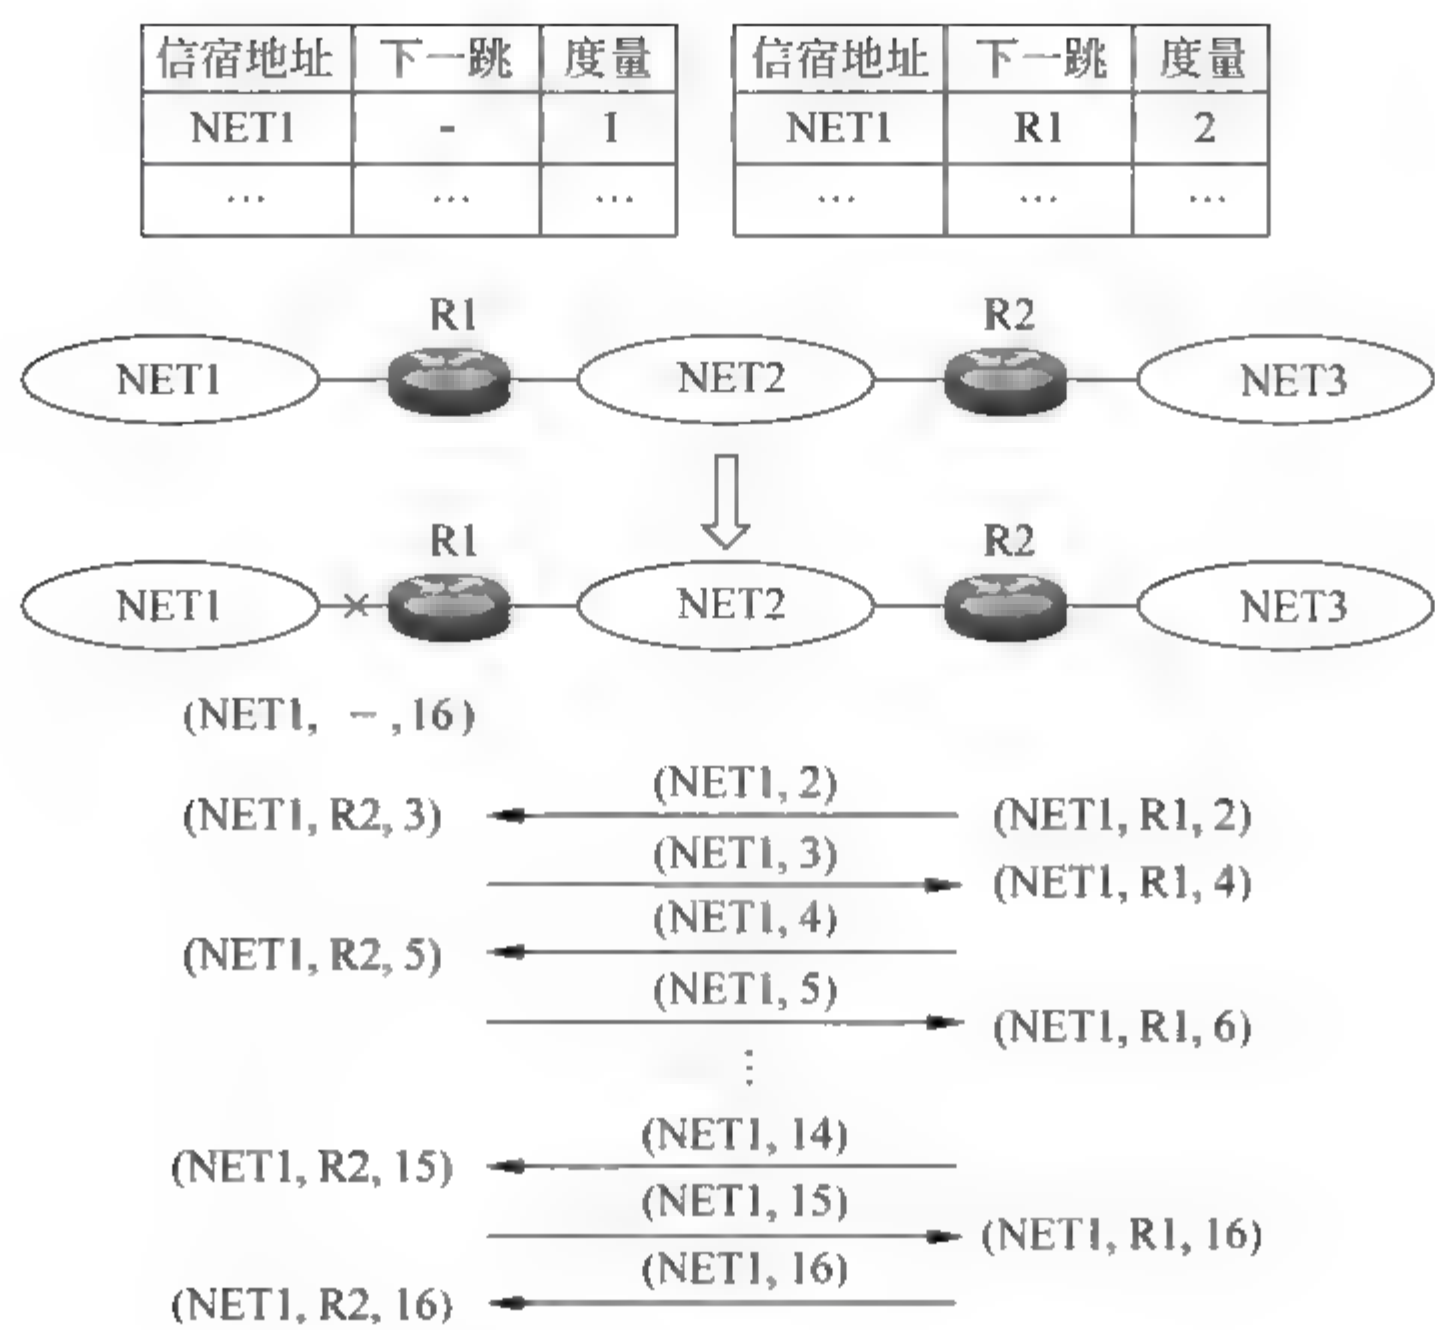 信宿地址 下一跳 度量 信宿地址 下一跳 度量
NET1 - 1 NET1 R1 2
… … … … … …
R1 R2
NET1 NET2 NET3
R1 R2
NET1 × NET2 NET3
(NET1, －,16)
(NET1, 2)
(NET1, R2, 3) (NET1, R1, 2)
(NET1, 3)
(NET1, R1, 4)
(NET1, 4)
(NET1, R2, 5)
(NET1, 5)
(NET1, R1, 6)
⋮
(NET1, 14)
(NET1, R2, 15)
(NET1, 15)
(NET1, R1, 16)
(NET1, 16)
(NET1, R2, 16)